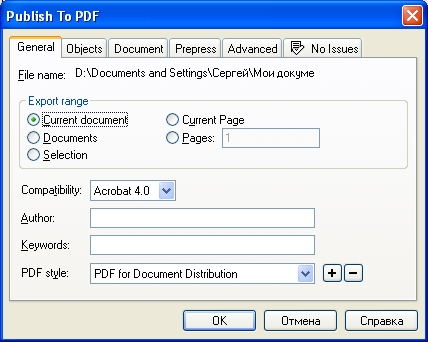 Publish To PDF
General Objects Document Prepress Advanced No Issues
File name: D:\Documents and Settings\Сергей\Мои докуме
Export range
Current document Current Page
Documents Pages: 1
Selection
Compatibility: Acrobat 4.0
Author:
Keywords:
PDF style: PDF for Document Distribution + −
OK Отмена Справка